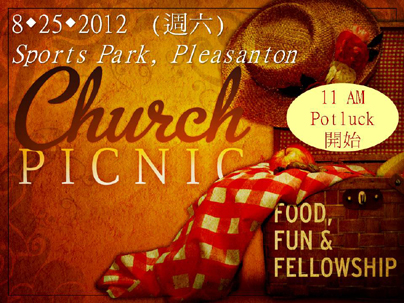 8◆25◆2012 (週六)
Sports Park, Pleasanton
Church
PICNIC
11 AM
Potluck
開始
FOOD,
FUN &
FELLOWSHIP